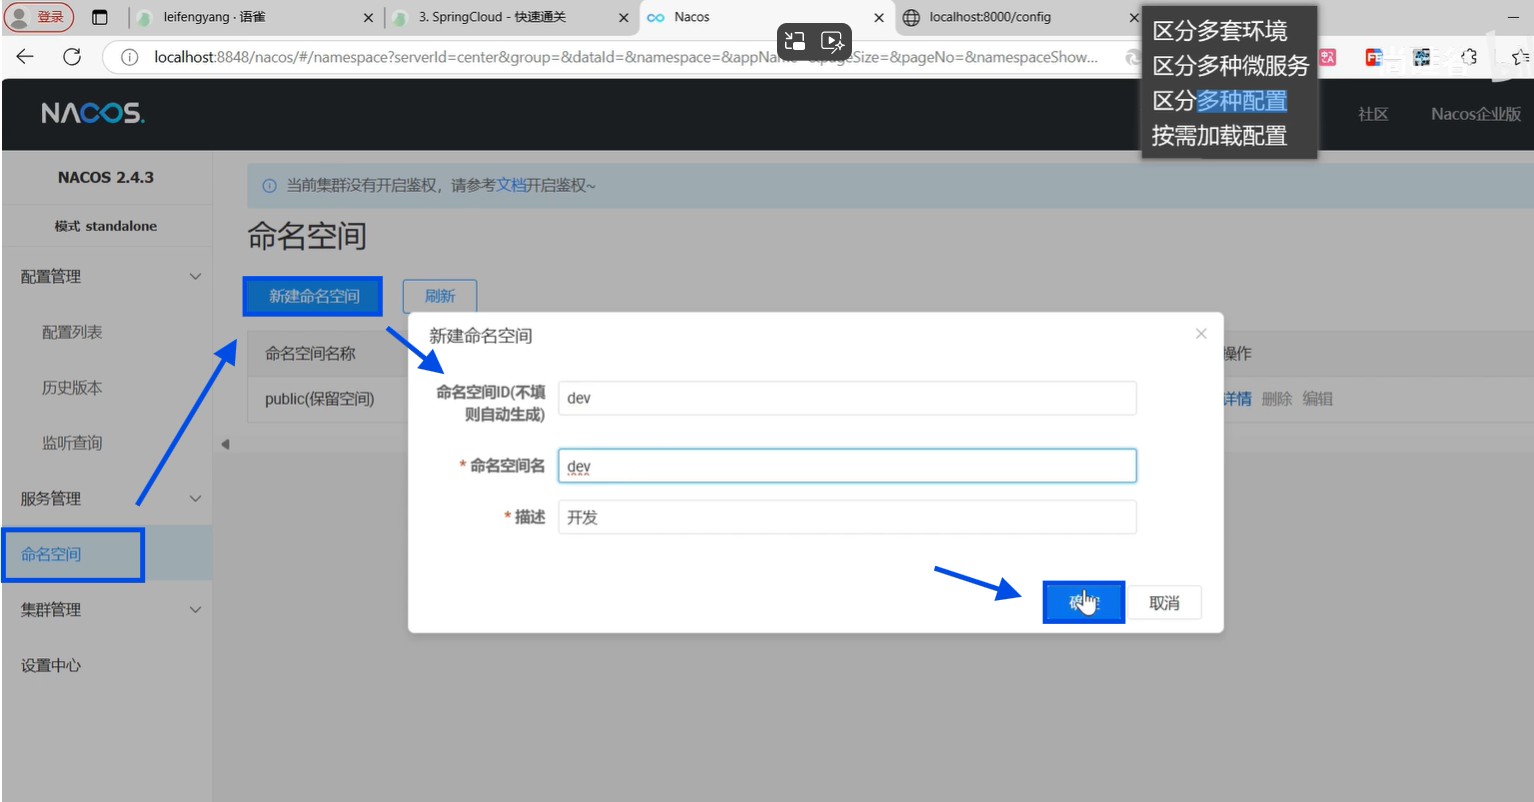 登录
leifengyang · 语雀
3. SpringCloud - 快速通关
Nacos
localhost:8000/config
localhost:8848/nacos/#/namespace?serverId=center&group=&dataId=&namespace=&appName=&pageSize=&pageNo=&namespaceShow...
区分多套环境
区分多种微服务
区分多种配置
按需加载配置
NACOS.
社区
Nacos企业版
NACOS 2.4.3
模式 standalone
配置管理
配置列表
历史版本
监听查询
服务管理
命名空间
集群管理
设置中心
当前集群没有开启鉴权，请参考文档开启鉴权~
命名空间
新建命名空间
刷新
命名空间名称
操作
public(保留空间)
详情 删除 编辑
新建命名空间
命名空间ID(不填
则自动生成)
dev
* 命名空间名
dev
* 描述
开发
取消